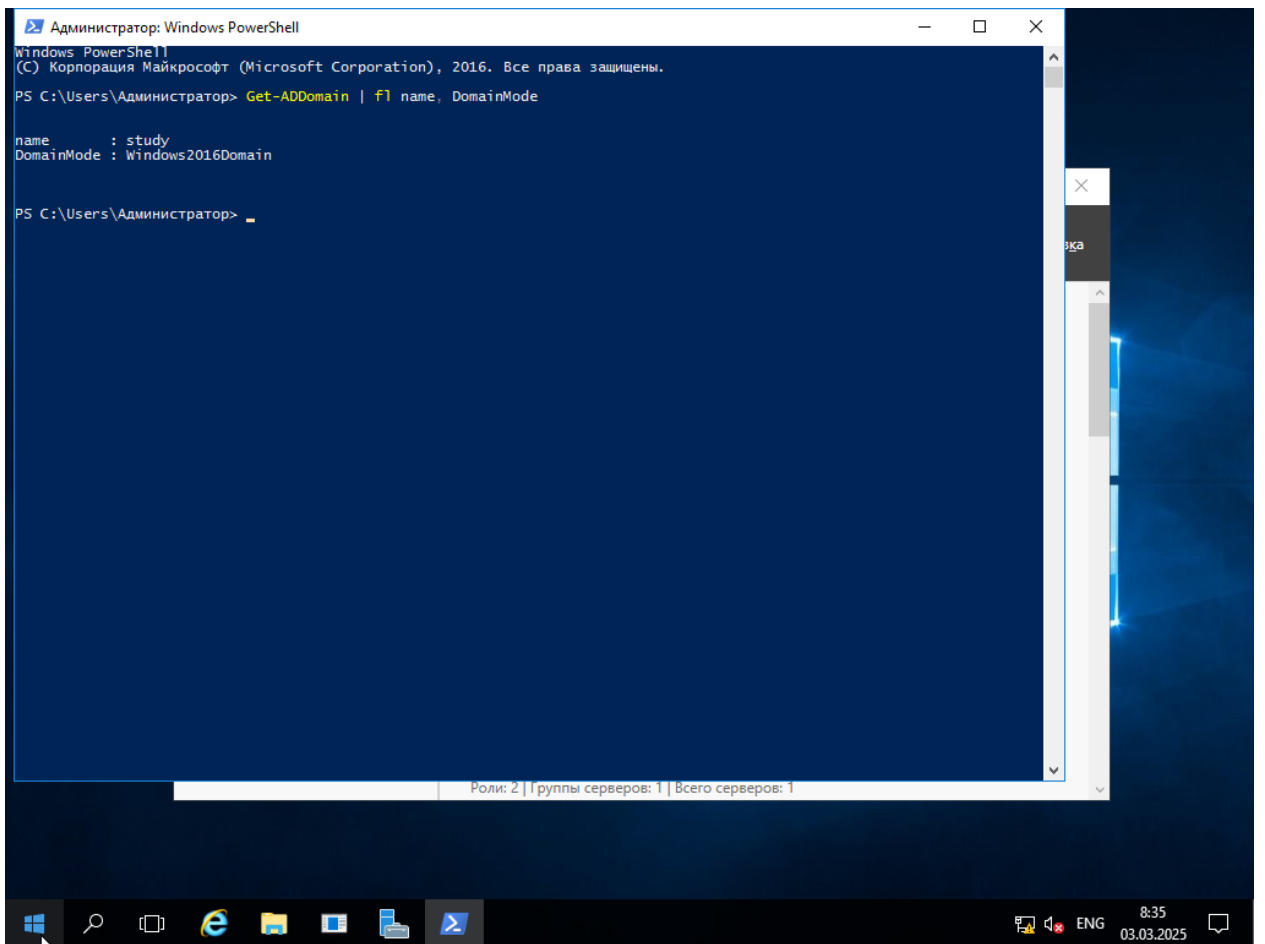 Администратор: Windows PowerShell
Windows PowerShell
(C) Корпорация Майкрософт (Microsoft Corporation), 2016. Все права защищены.
PS C:\Users\Администратор> Get-ADDomain | fl name, DomainMode
name : study
DomainMode : Windows2016Domain
PS C:\Users\Администратор>
вка
Роли: 2 | Группы серверов: 1 | Всего серверов: 1
ENG
8:35
03.03.2025